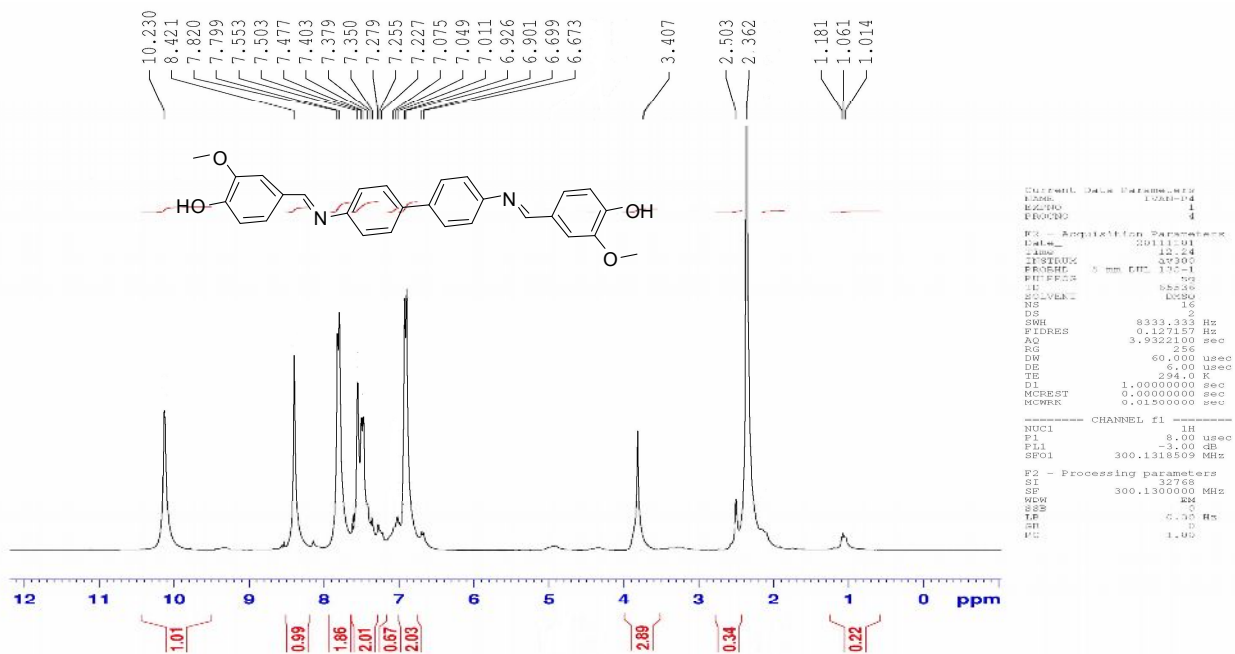 10.230
8.421
7.820
7.799
7.553
7.503
7.477
7.403
7.379
7.350
7.279
7.255
7.227
7.075
7.049
7.011
6.926
6.901
6.699
6.673
3.407
2.503
2.362
1.181
1.061
1.014
O
HO
N
N
OH
O
Current Data Parameters
NAME
EXPNO 1
PROCNO 4
F2 - Acquisition Parameters
Date_ 20111101
Time 12.24
INSTRUM av300
PROBHD 5 mm DUL 13C-1
PULPROG
TD 65536
SOLVENT DMSO
NS 16
DS 2
SWH 8333.333 Hz
FIDRES 0.127157 Hz
AQ 3.9322100 sec
RG 256
DW 60.000 usec
DE 6.00 usec
TE 294.0 K
D1 1.00000000 sec
MCREST 0.00000000 sec
MCWRK 0.01500000 sec
======== CHANNEL f1 ========
NUC1 1H
P1 8.00 usec
PL1 -3.00 dB
SFO1 300.1318509 MHz
F2 - Processing parameters
SI 32768
SF 300.1300000 MHz
WDW EM
SSB 0
LB 0.30 Hz
GB 0
PC 1.00
12 11 10 9 8 7 6 5 4 3 2 1 0 ppm
1.01
0.99
1.86
2.01
0.67
2.03
2.89
0.34
0.22